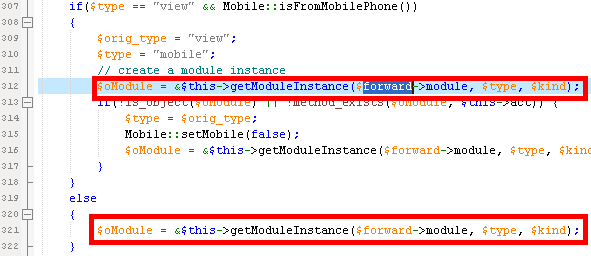 307 if($type == "view" && Mobile::isFromMobilePhone())
308 {
309 $orig_type = "view";
310 $type = "mobile";
311 // create a module instance
312 $oModule = &$this->getModuleInstance($forward->module, $type, $kind);
313 if(!is_object($oModule) || !method_exists($oModule, $this->act)) {
314 $type = $orig_type;
315 Mobile::setMobile(false);
316 $oModule = &$this->getModuleInstance($forward->module, $type, $kind
317 }
318 }
319 else
320 {
321 $oModule = &$this->getModuleInstance($forward->module, $type, $kind);
322 }